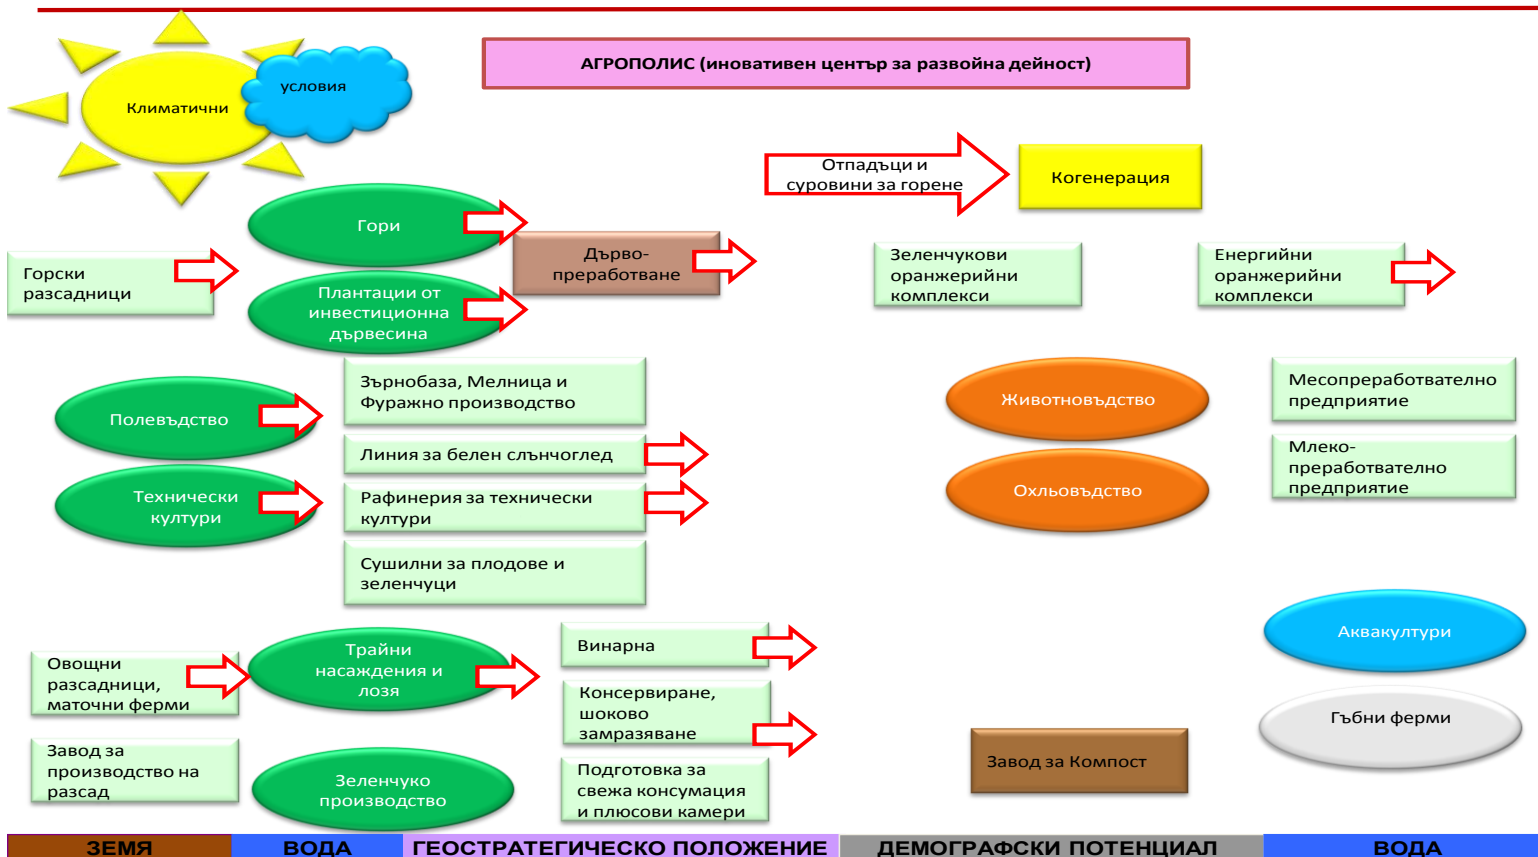 АГРОПОЛИС (иновативен център за развойна дейност)
Климатични
условия
Отпадъци и
суровини за горене
Когенерация
Гори
Горски
разсадници
Дърво-
преработване
Плантации от
инвестиционна
дървесина
Зеленчукови
оранжерийни
комплекси
Енергийни
оранжерийни
комплекси
Полевъдство
Зърнобаза, Мелница и
Фуражно производство
Линия за белен слънчоглед
Технически
култури
Рафинерия за технически
култури
Сушилни за плодове и
зеленчуци
Животновъдство
Охльовъдство
Месопреработвателно
предприятие
Млеко-
преработвателно
предприятие
Аквакултури
Гъбни ферми
Овощни
разсадници,
маточни ферми
Трайни
насаждения и
лозя
Винарна
Консервиране,
шоково
замразяване
Завод за
производство на
разсад
Зеленчуко
производство
Подготовка за
свежа консумация
и плюсови камери
Завод за Компост
ЗЕМЯ
ВОДА
ГЕОСТРАТЕГИЧЕСКО ПОЛОЖЕНИЕ
ДЕМОГРАФСКИ ПОТЕНЦИАЛ
ВОДА